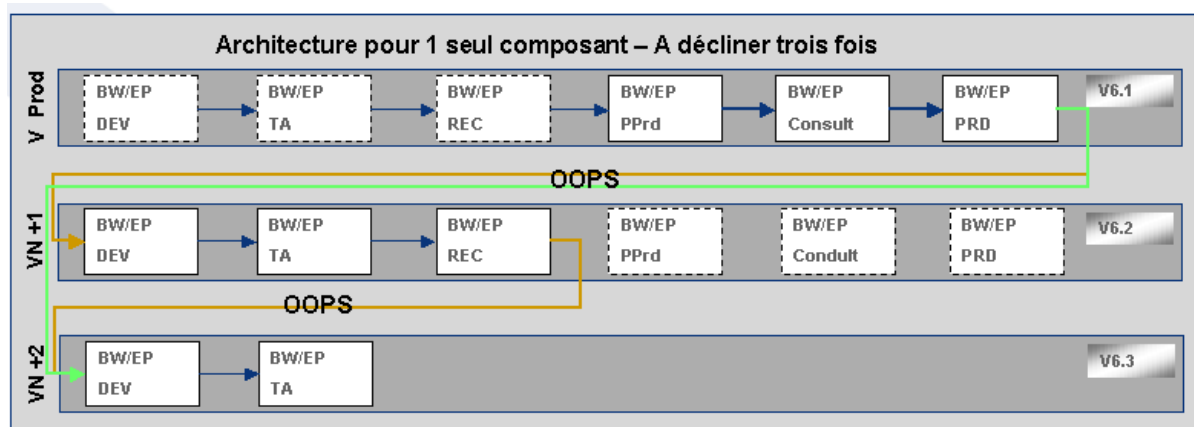 Architecture pour 1 seul composant – A décliner trois fois
V Prod
BW/EP
DEV
BW/EP
TA
BW/EP
REC
BW/EP
PPrd
BW/EP
Consult
BW/EP
PRD
V6.1
OOPS
VN +1
BW/EP
DEV
BW/EP
TA
BW/EP
REC
BW/EP
PPrd
BW/EP
Condult
BW/EP
PRD
V6.2
OOPS
VN +2
BW/EP
DEV
BW/EP
TA
V6.3